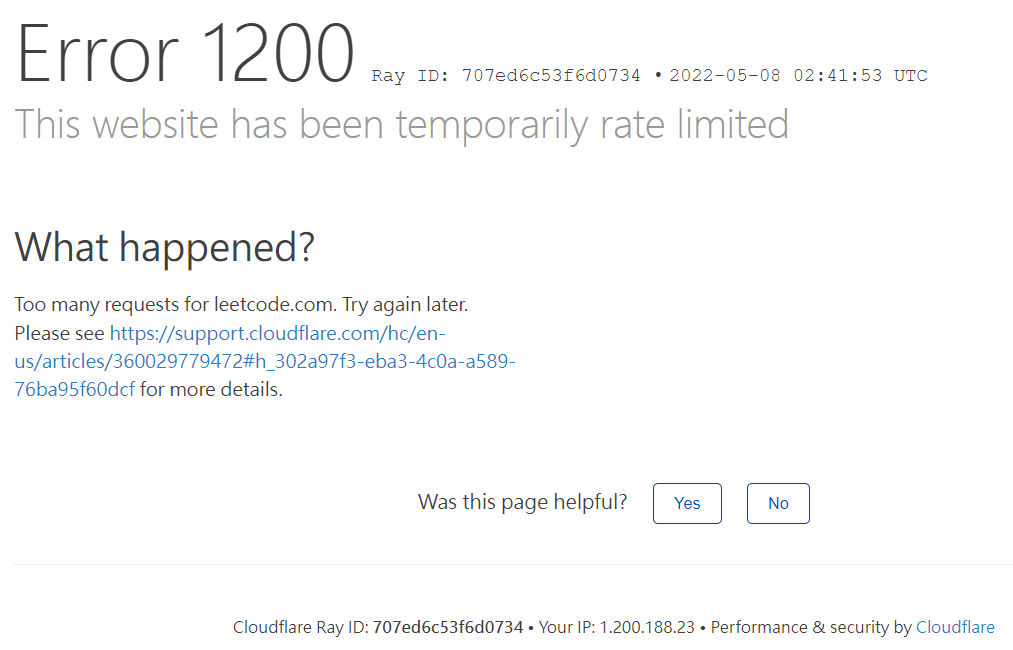 Error 1200 Ray ID: 707ed6c53f6d0734 • 2022-05-08 02:41:53 UTC
This website has been temporarily rate limited
What happened?
Too many requests for leetcode.com. Try again later.
Please see https://support.cloudflare.com/hc/en-
us/articles/360029779472#h_302a97f3-eba3-4c0a-a589-
76ba95f60dcf for more details.
Was this page helpful? Yes No
Cloudflare Ray ID: 707ed6c53f6d0734 • Your IP: 1.200.188.23 • Performance & security by Cloudflare